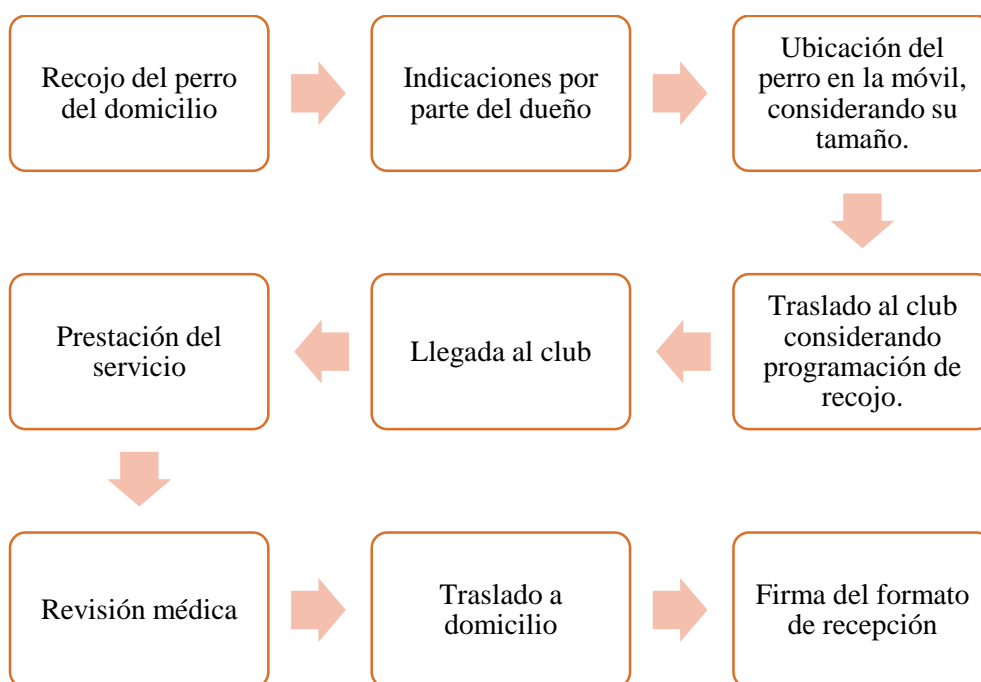 Recojo del perro
del domicilio
Indicaciones por
parte del dueño
Ubicación del
perro en la móvil,
considerando su
tamaño.
Traslado al club
considerando
programación de
recojo.
Llegada al club
Prestación del
servicio
Revisión médica
Traslado a
domicilio
Firma del formato
de recepción